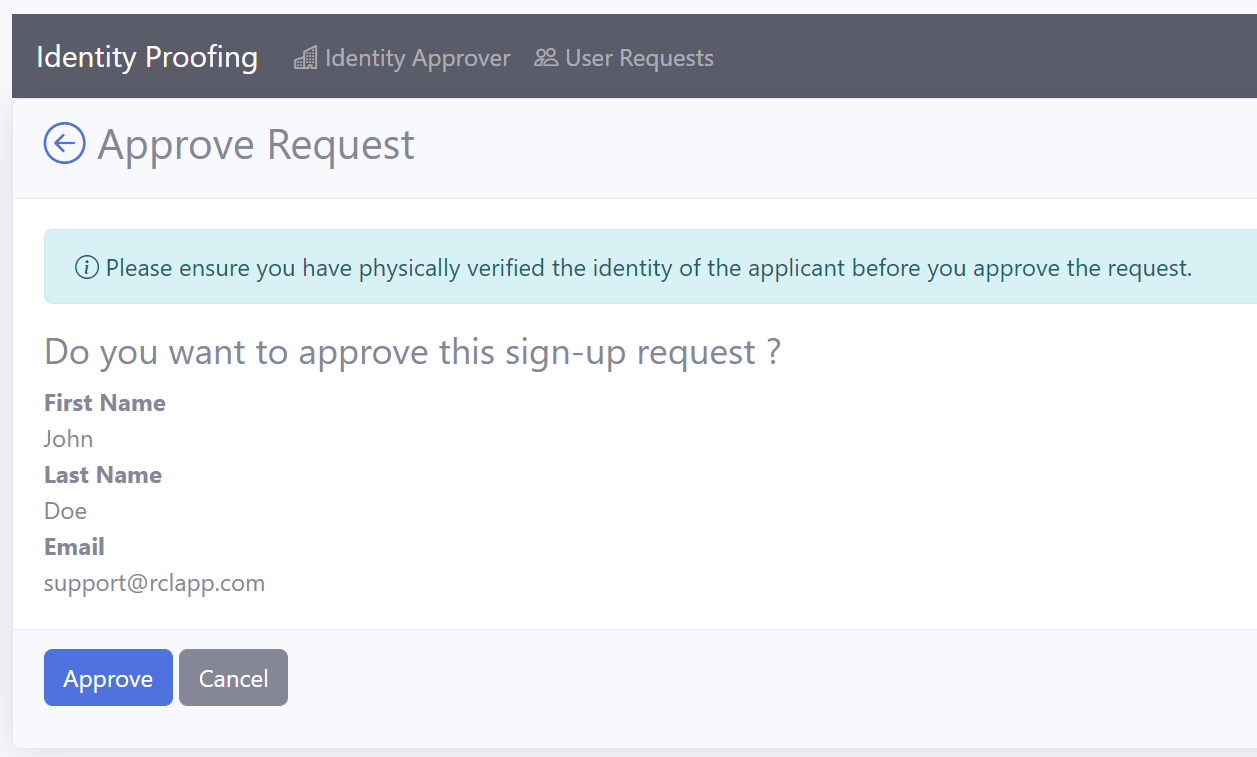 Identity Proofing Identity Approver User Requests
Approve Request
Please ensure you have physically verified the identity of the applicant before you approve the request.
Do you want to approve this sign-up request ?
First Name
John
Last Name
Doe
Email
support@rclapp.com
Approve Cancel